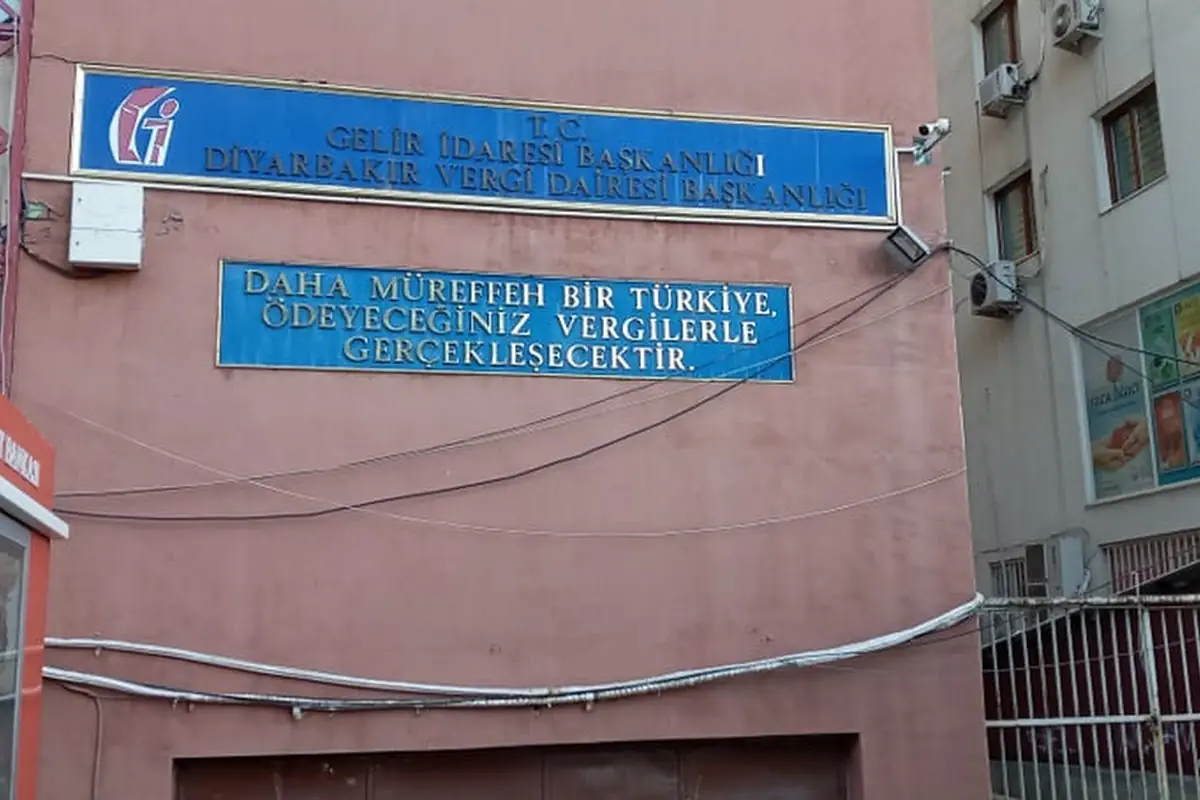 T.C.
GELİR İDARESİ BAŞKANLIĞI
DİYARBAKIR VERGİ DAİRESİ BAŞKANLIĞI
DAHA MÜREFFEH BİR TÜRKİYE,
ÖDEYECEĞİNİZ VERGİLERLE
GERÇEKLEŞECEKTİR.